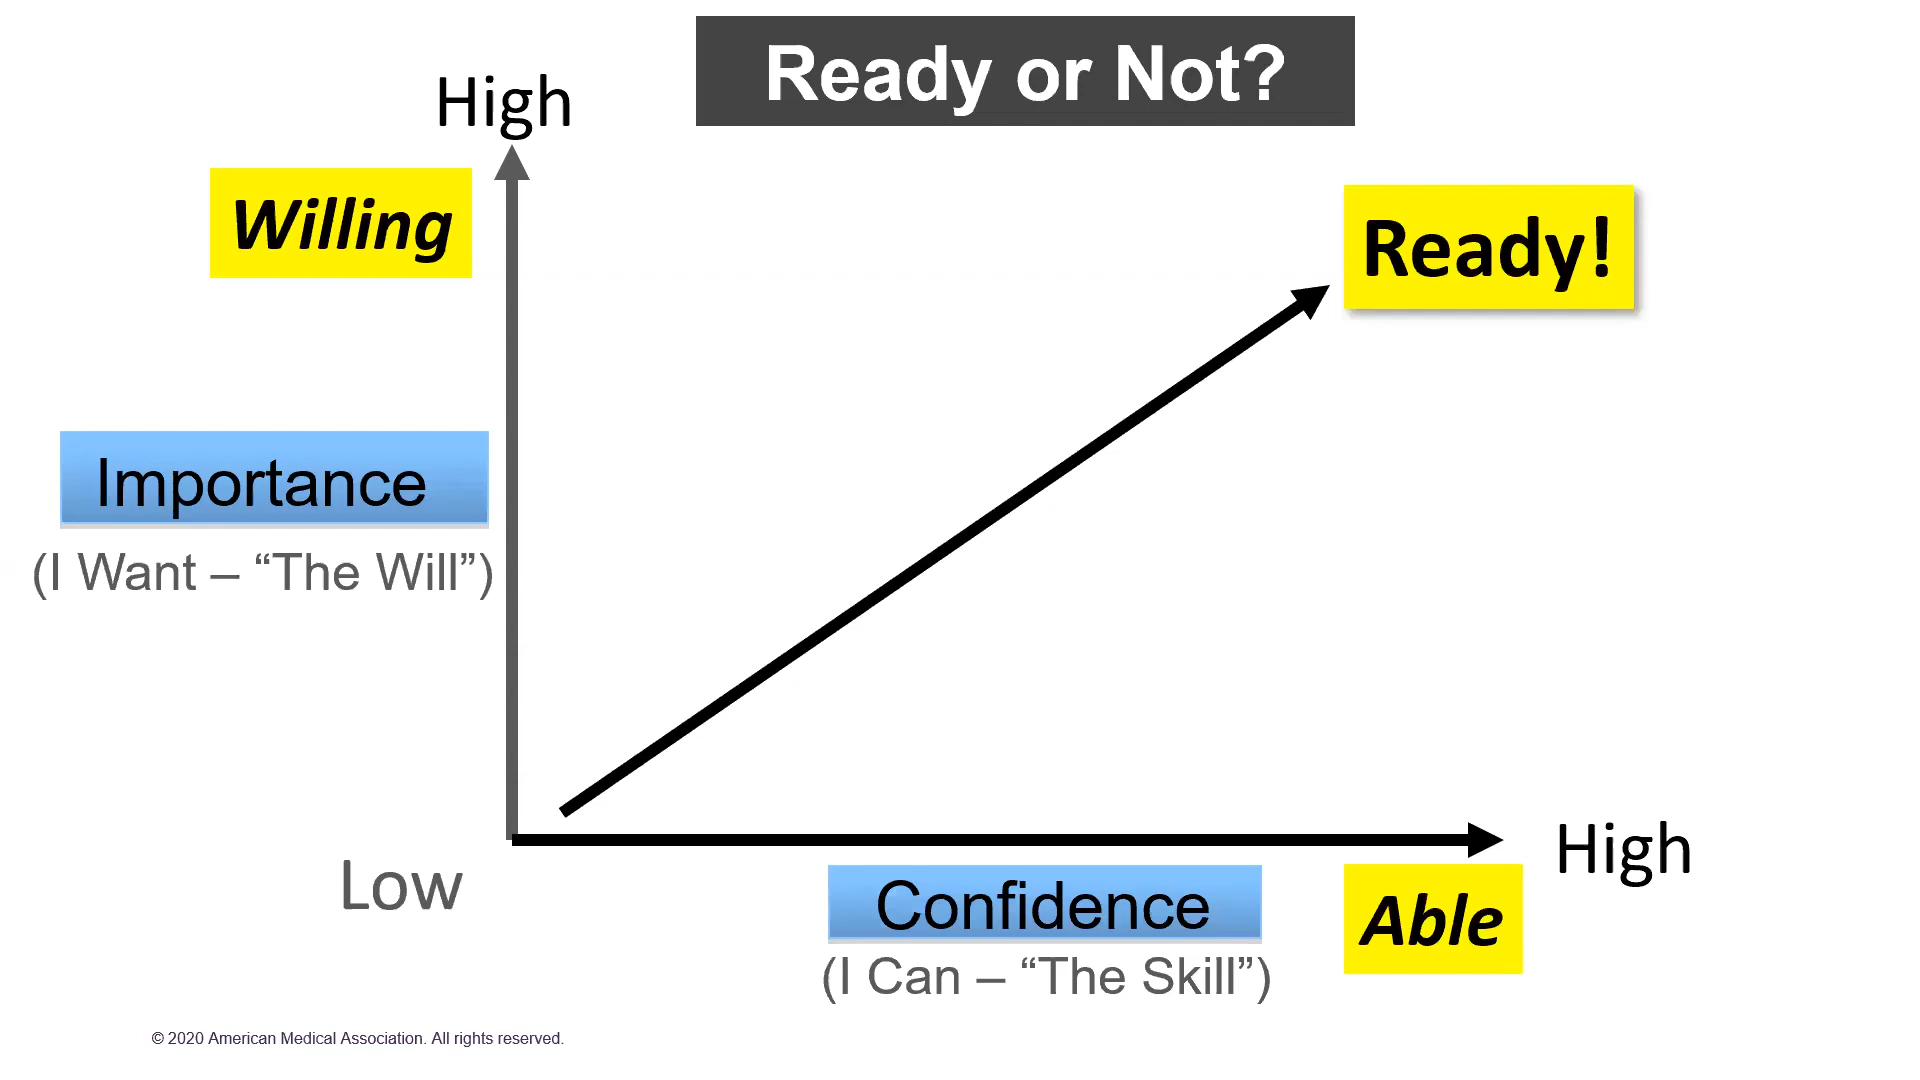 Ready or Not?
High
Willing
Ready!
Importance
(I Want – “The Will”)
Low
High
Confidence
Able
(I Can – “The Skill”)
© 2020 American Medical Association. All rights reserved.